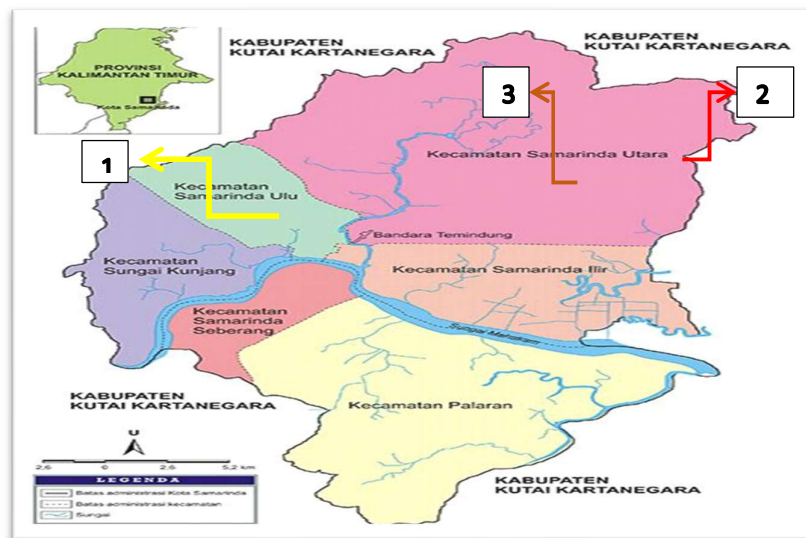 KABUPATEN
KUTAI KARTANEGARA
KABUPATEN
KUTAI KARTANEGARA
PROVINSI
KALIMANTAN TIMUR
Kota Samarinda
3
2
1
Kecamatan Samarinda Utara
Kecamatan
Samarinda Ulu
Bandara Temindung
Kecamatan
Sungai Kunjang
Kecamatan Samarinda Ilir
Kecamatan
Samarinda
Seberang
Sungai Mahakam
KABUPATEN
KUTAI KARTANEGARA
Kecamatan Palaran
U
2,6 0 2,6 5,2 km
LEGENDA
Batas administrasi Kota Samarinda
Batas administrasi kecamatan
Sungai
KABUPATEN
KUTAI KARTANEGARA